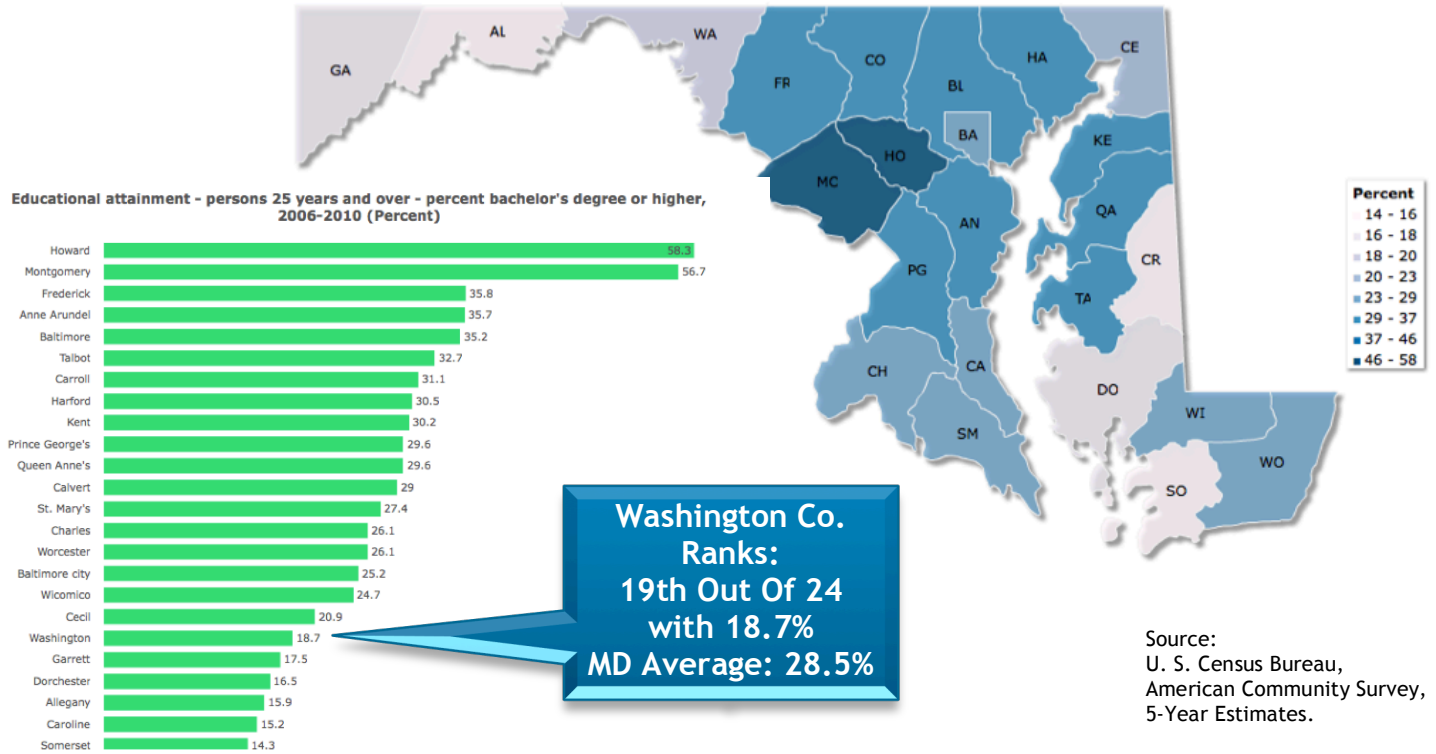 GA
AL
WA
FR
CO
BL
HA
CE
BA
HO
MC
KE
QA
AN
PG
CR
TA
CH
CA
DO
SM
WI
WO
SO
Percent
14 - 16
16 - 18
18 - 20
20 - 23
23 - 29
29 - 37
37 - 46
46 - 58
Educational attainment - persons 25 years and over - percent bachelor's degree or higher,
2006-2010 (Percent)
Howard 58.3
Montgomery 56.7
Frederick 35.8
Anne Arundel 35.7
Baltimore 35.2
Talbot 32.7
Carroll 31.1
Harford 30.5
Kent 30.2
Prince George's 29.6
Queen Anne's 29.6
Calvert 29
St. Mary's 27.4
Charles 26.1
Worcester 26.1
Baltimore city 25.2
Wicomico 24.7
Cecil 20.9
Washington 18.7
Garrett 17.5
Dorchester 16.5
Allegany 15.9
Caroline 15.2
Somerset 14.3
Washington Co.
Ranks:
19th Out Of 24
with 18.7%
MD Average: 28.5%
Source:
U. S. Census Bureau,
American Community Survey,
5-Year Estimates.